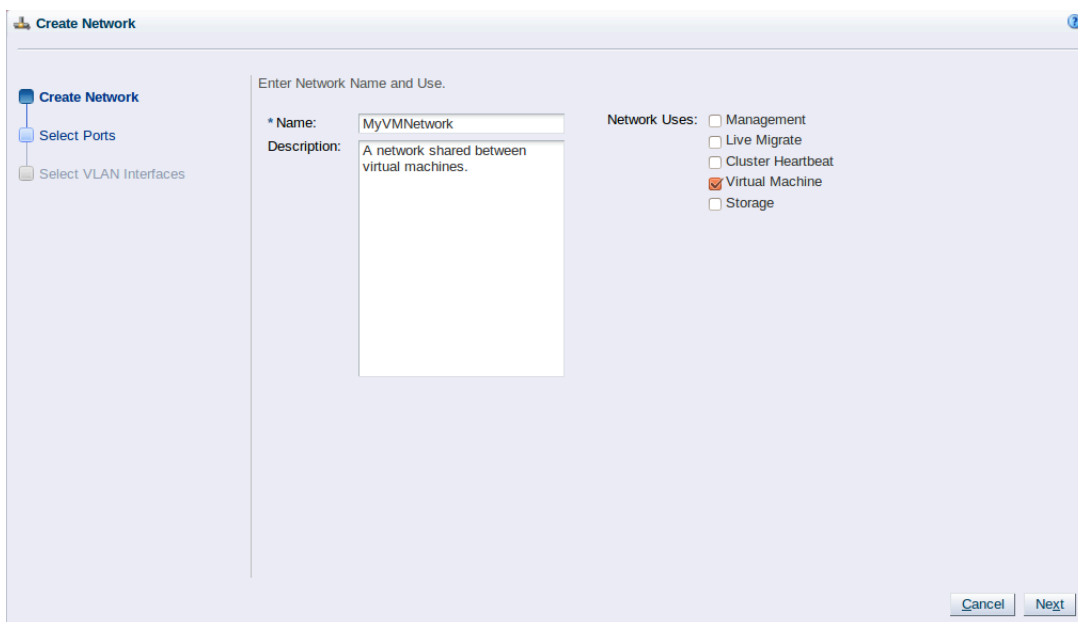 Create Network
Create Network
Select Ports
Select VLAN Interfaces
Enter Network Name and Use.
* Name: MyVMNetwork
Description: A network shared between
virtual machines.
Network Uses: Management
Live Migrate
Cluster Heartbeat
Virtual Machine
Storage
Cancel Next